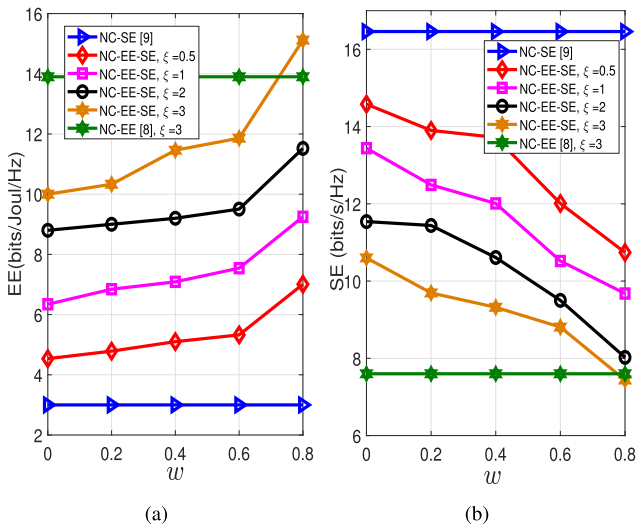 16
14
12
10
8
6
4
2
EE(bits/Joul/Hz)
NC-SE [9]
NC-EE-SE, ξ =0.5
NC-EE-SE, ξ =1
NC-EE-SE, ξ =2
NC-EE-SE, ξ =3
NC-EE [8], ξ =3
0 0.2 0.4 0.6 0.8
w
(a)
16
14
12
10
8
6
SE (bits/s/Hz)
NC-SE [9]
NC-EE-SE, ξ =0.5
NC-EE-SE, ξ =1
NC-EE-SE, ξ =2
NC-EE-SE, ξ =3
NC-EE [8], ξ =3
0 0.2 0.4 0.6 0.8
w
(b)